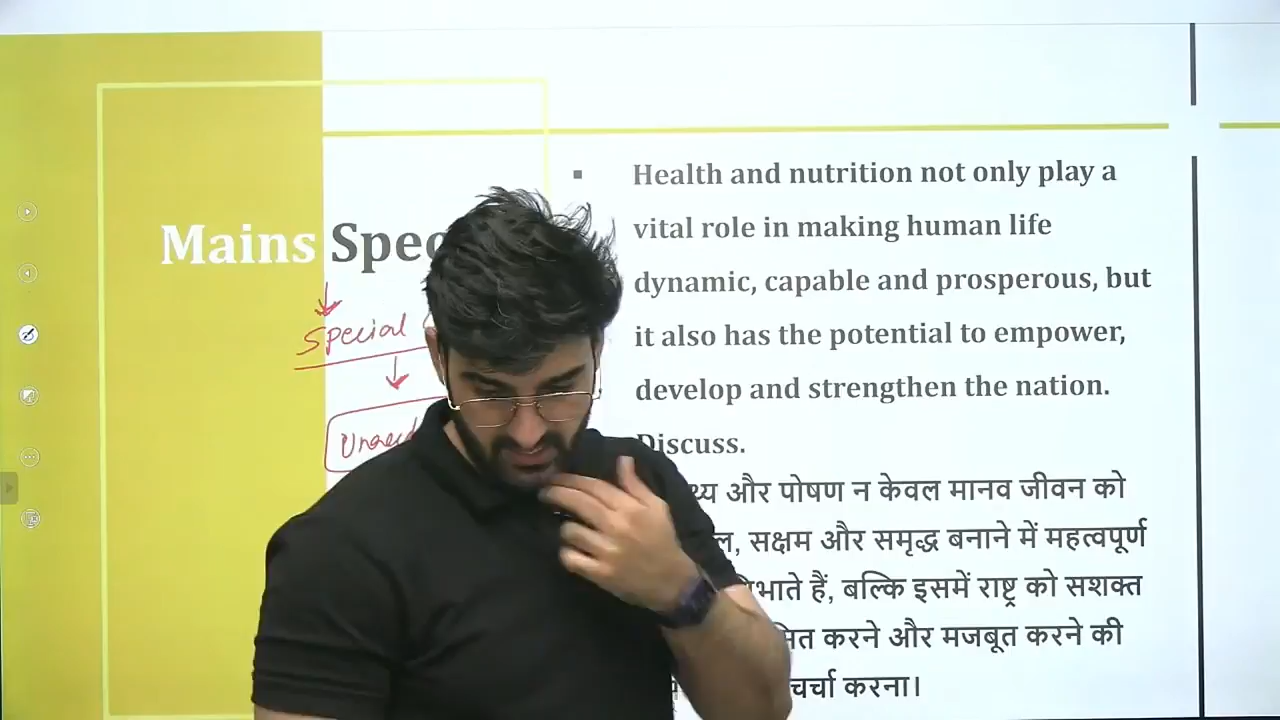 Mains
Special
Health and nutrition not only play a
vital role in making human life
dynamic, capable and prosperous, but
it also has the potential to empower,
develop and strengthen the nation.
Discuss.
और पोषण न केवल मानव जीवन को
सक्षम और समृद्ध बनाने में महत्वपूर्ण
हैं, बल्कि इसमें राष्ट्र को सशक्त
करने और मजबूत करने की
चर्चा करना।